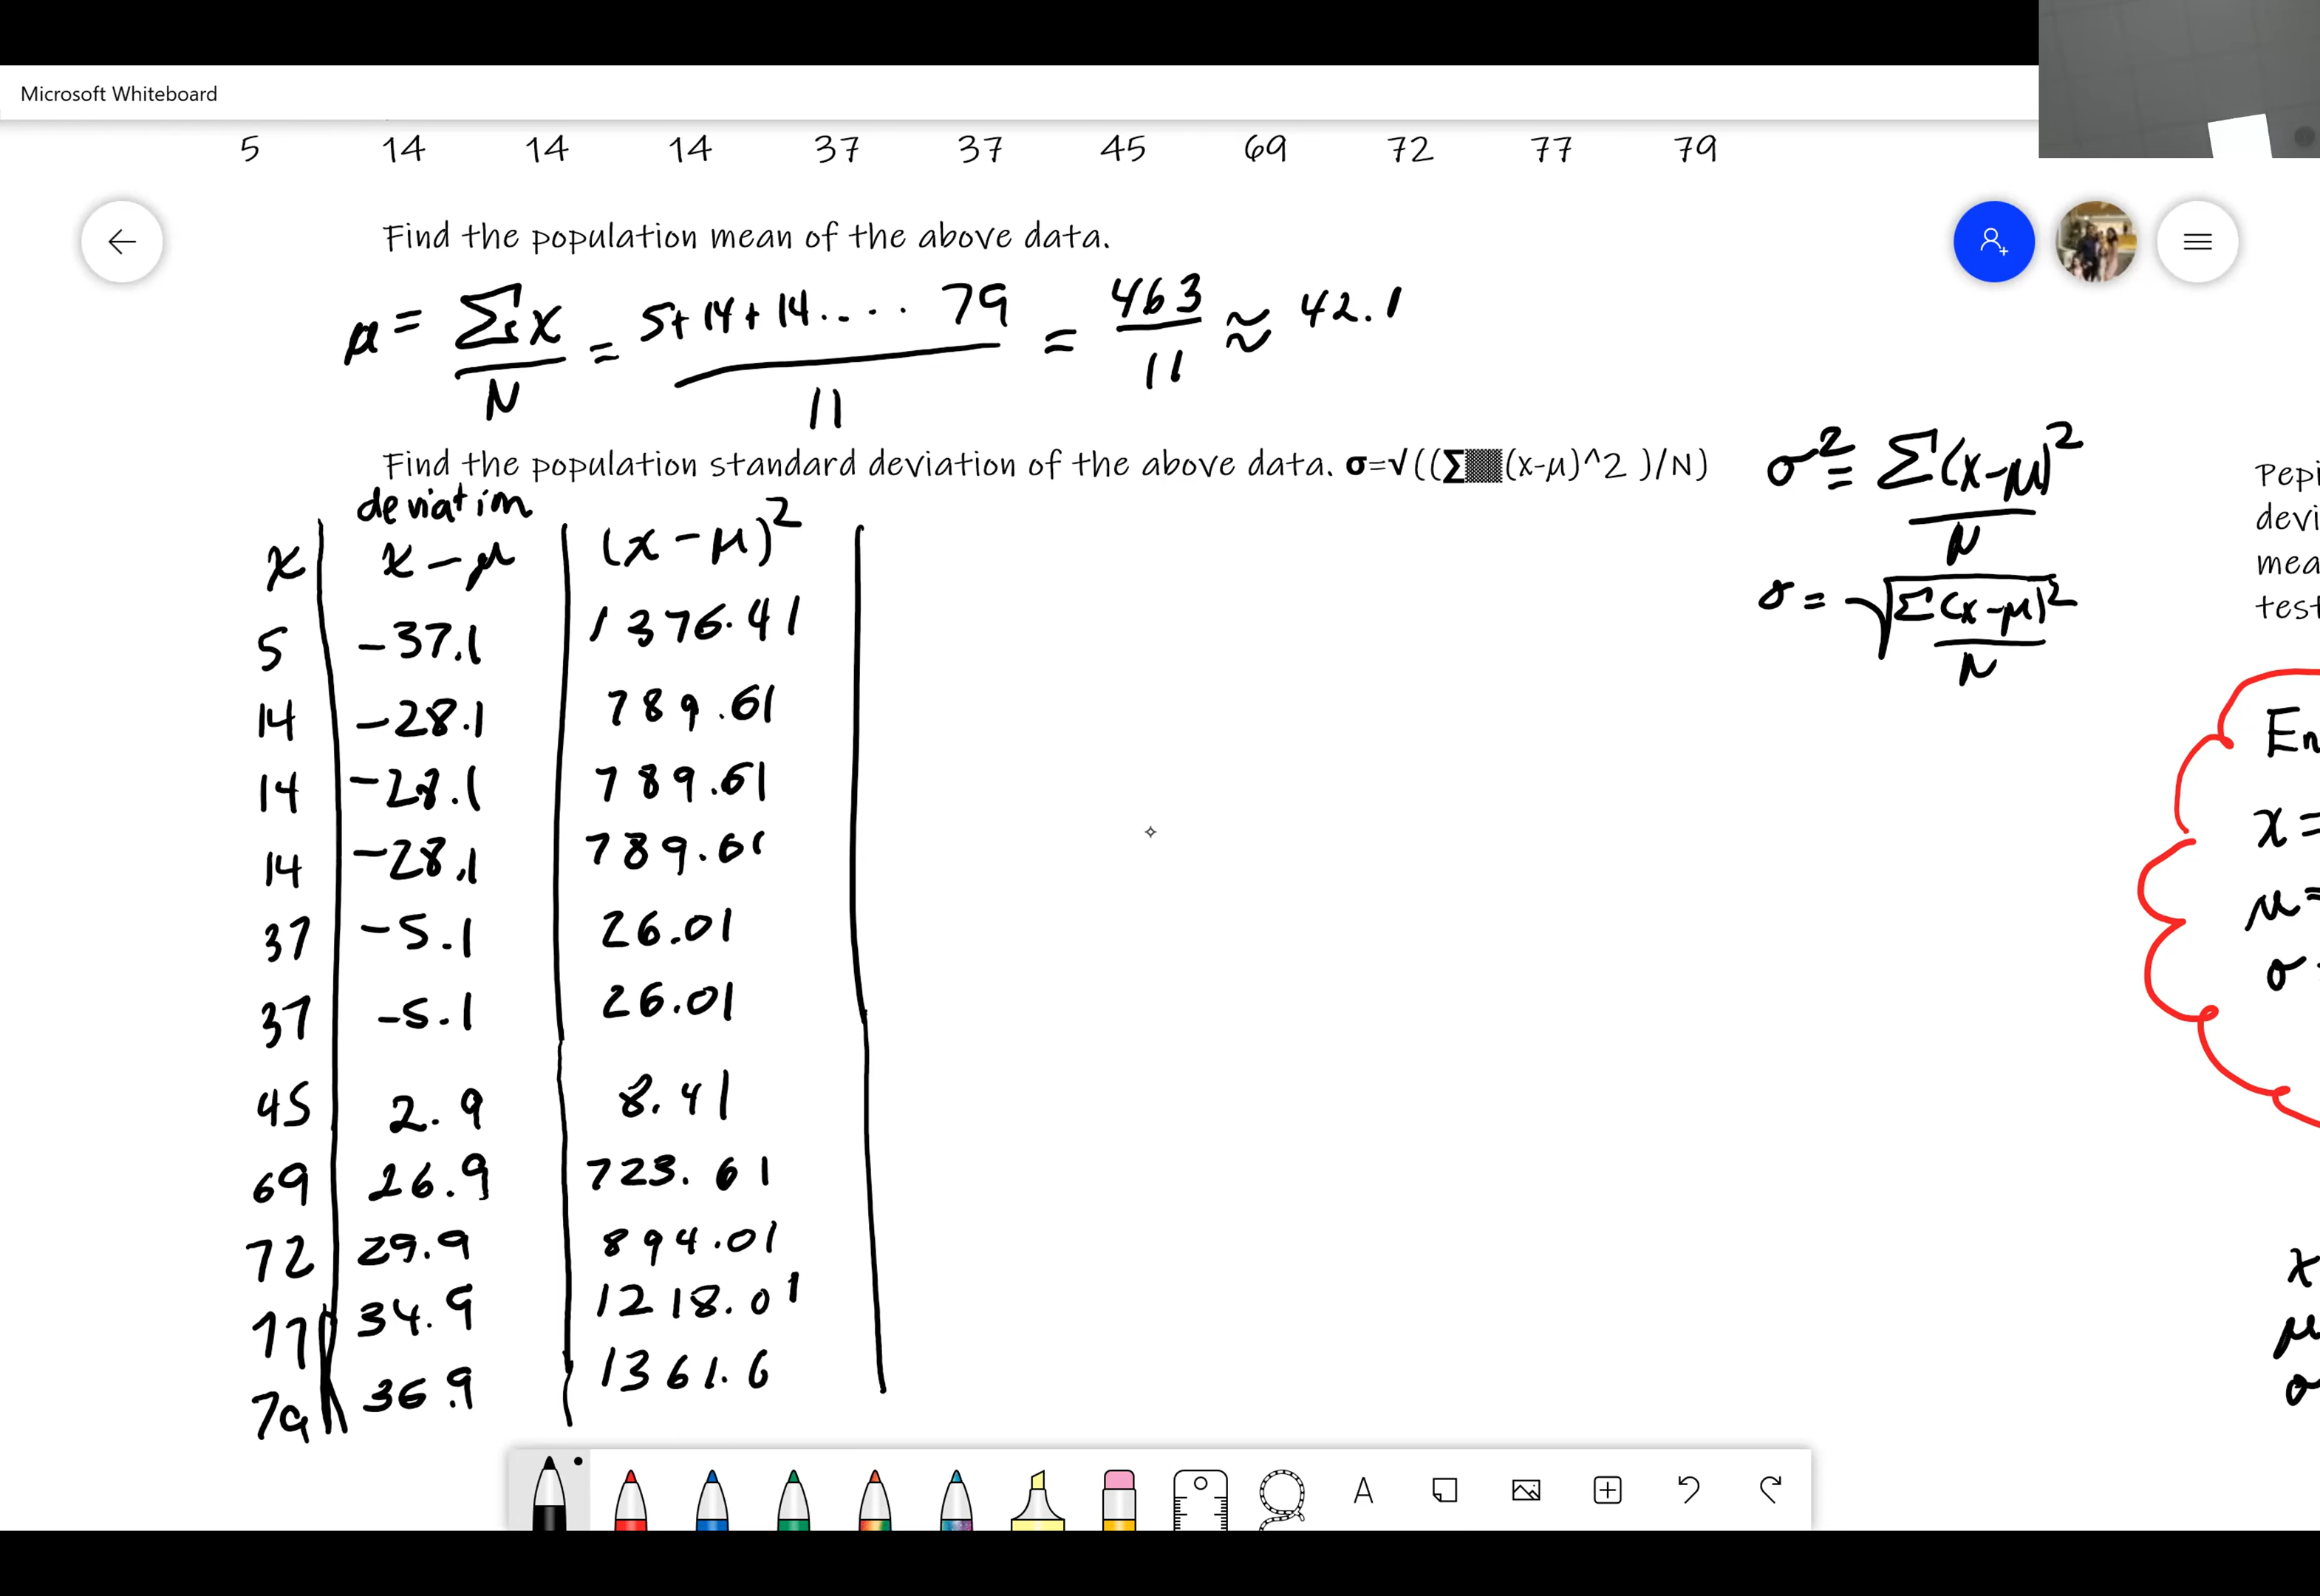 Microsoft Whiteboard
5 14 14 14 37 37 45 69 72 77 79
Find the population mean of the above data.
μ = Σx / N = 5+14+14.... 79 / 11 = 463 / 11 ≈ 42.1
Find the population standard deviation of the above data. σ=√((∑▒▒(x-μ)^2 )/N)
σ² = Σ(x-μ)² / N
σ = √(Σ(x-μ)² / N)
deviation
x | x-μ | (x-μ)²
5 | -37.1 | 1376.41
14 | -28.1 | 789.61
14 | -28.1 | 789.61
14 | -28.1 | 789.61
37 | -5.1 | 26.01
37 | -5.1 | 26.01
45 | 2.9 | 8.41
69 | 26.9 | 723.61
72 | 29.9 | 894.01
77 | 34.9 | 1218.01
79 | 36.9 | 1361.6
Pepi
devi
mea
test
En
x=
μ=
σ
x
μ
σ
A